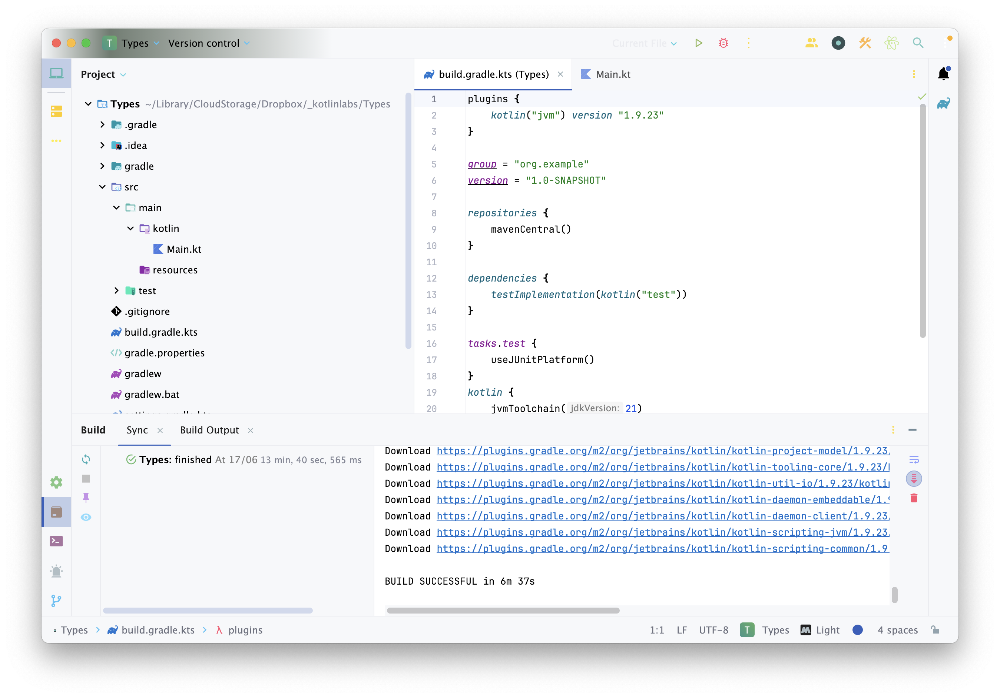 T Types Version control Current File
Project
Types ~/Library/CloudStorage/Dropbox/_kotlinlabs/Types
.gradle
.idea
gradle
src
main
kotlin
Main.kt
resources
test
.gitignore
build.gradle.kts
gradle.properties
gradlew
gradlew.bat
build.gradle.kts (Types) Main.kt
1 plugins {
2 kotlin("jvm") version "1.9.23"
3 }
4
5 group = "org.example"
6 version = "1.0-SNAPSHOT"
7
8 repositories {
9 mavenCentral()
10 }
11
12 dependencies {
13 testImplementation(kotlin("test"))
14 }
15
16 tasks.test {
17 useJUnitPlatform()
18 }
19 kotlin {
20 jvmToolchain( jdkVersion: 21)
Build Sync Build Output
Types: finished At 17/06 13 min, 40 sec, 565 ms
Download https://plugins.gradle.org/m2/org/jetbrains/kotlin/kotlin-project-model/1.9.23/
Download https://plugins.gradle.org/m2/org/jetbrains/kotlin/kotlin-tooling-core/1.9.23/
Download https://plugins.gradle.org/m2/org/jetbrains/kotlin/kotlin-util-io/1.9.23/kotlin
Download https://plugins.gradle.org/m2/org/jetbrains/kotlin/kotlin-daemon-embeddable/1.
Download https://plugins.gradle.org/m2/org/jetbrains/kotlin/kotlin-daemon-client/1.9.23/
Download https://plugins.gradle.org/m2/org/jetbrains/kotlin/kotlin-scripting-jvm/1.9.23/
Download https://plugins.gradle.org/m2/org/jetbrains/kotlin/kotlin-scripting-common/1.9.
BUILD SUCCESSFUL in 6m 37s
Types build.gradle.kts λ plugins 1:1 LF UTF-8 T Types Light 4 spaces